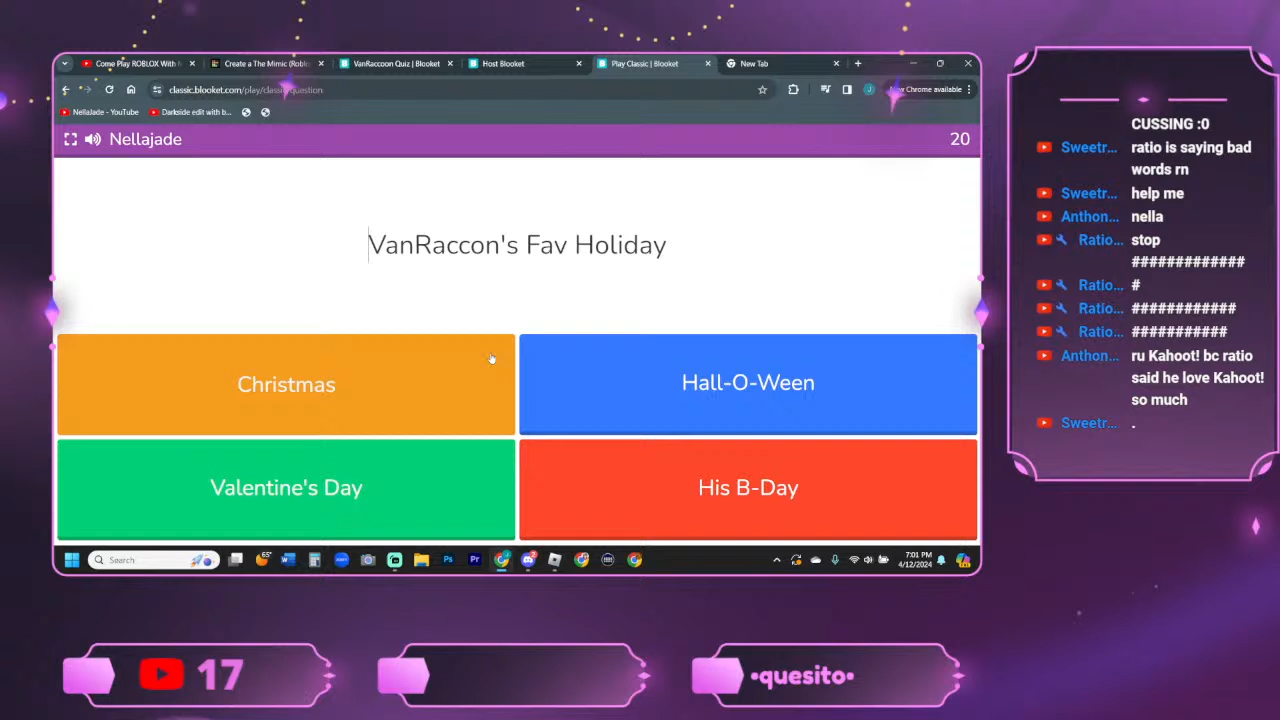 Come Play ROBLOX With
Create a The Mimic (Roblo
VanRaccoon Quiz | Blooket
Host Blooket
Play Classic | Blooket
New Tab
classic.blooket.com/play/classic/question
New Chrome available
NellaJade - YouTube
Darkside edit with b...
Nellajade
20
VanRaccon's Fav Holiday
Christmas
Hall-O-Ween
Valentine's Day
His B-Day
Search
65°
7:01 PM
4/12/2024
CUSSING :0
Sweetr... ratio is saying bad
words rn
Sweetr... help me
Anthon... nella
Ratio... stop
#############
Ratio... #
Ratio... ############
Ratio... ###########
Anthon... ru Kahoot! bc ratio
said he love Kahoot!
so much
Sweetr... .
17
•quesito•